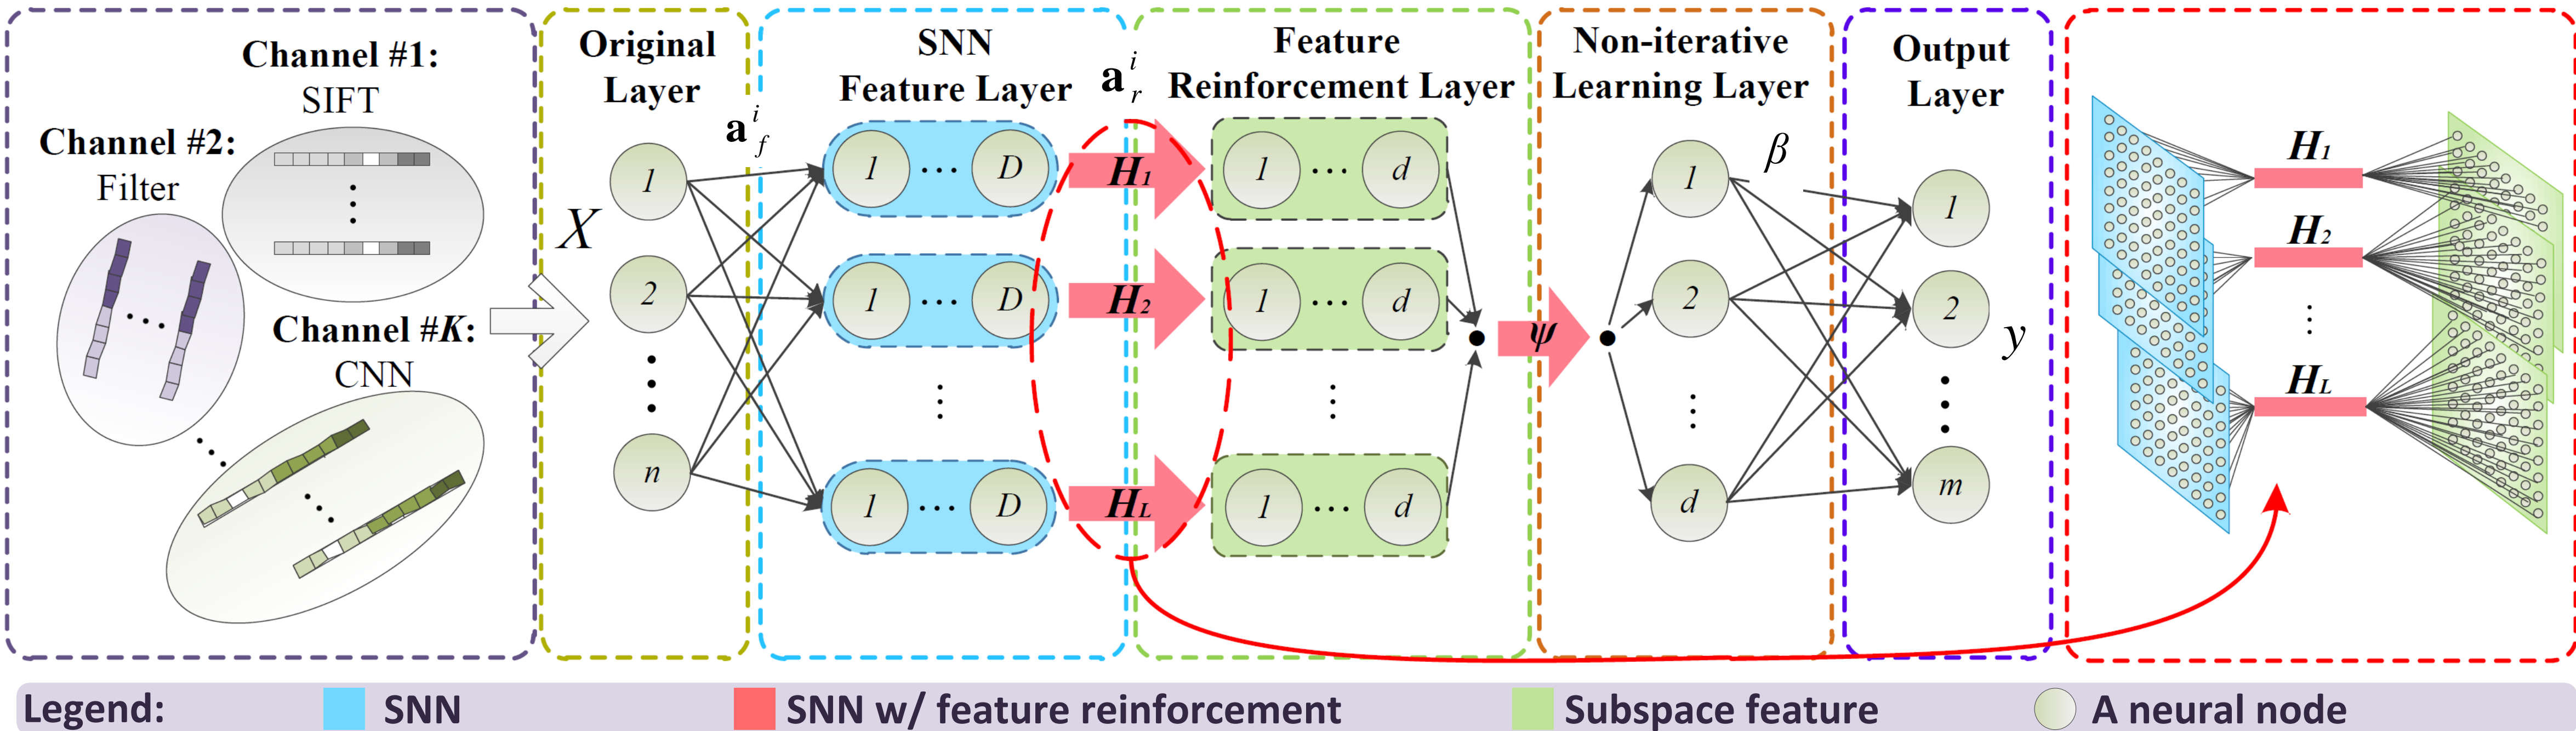 Channel #1:
SIFT
Channel #2:
Filter
Channel #K:
CNN
X
Original
Layer
1
2
n
a^i_f
SNN
Feature Layer
1 ... D
1 ... D
1 ... D
a^i_r
H1
H2
HL
Feature
Reinforcement Layer
1 ... d
1 ... d
1 ... d
ψ
Non-iterative
Learning Layer
1
2
d
β
Output
Layer
1
2
m
y
H1
H2
HL
Legend: SNN SNN w/ feature reinforcement Subspace feature A neural node